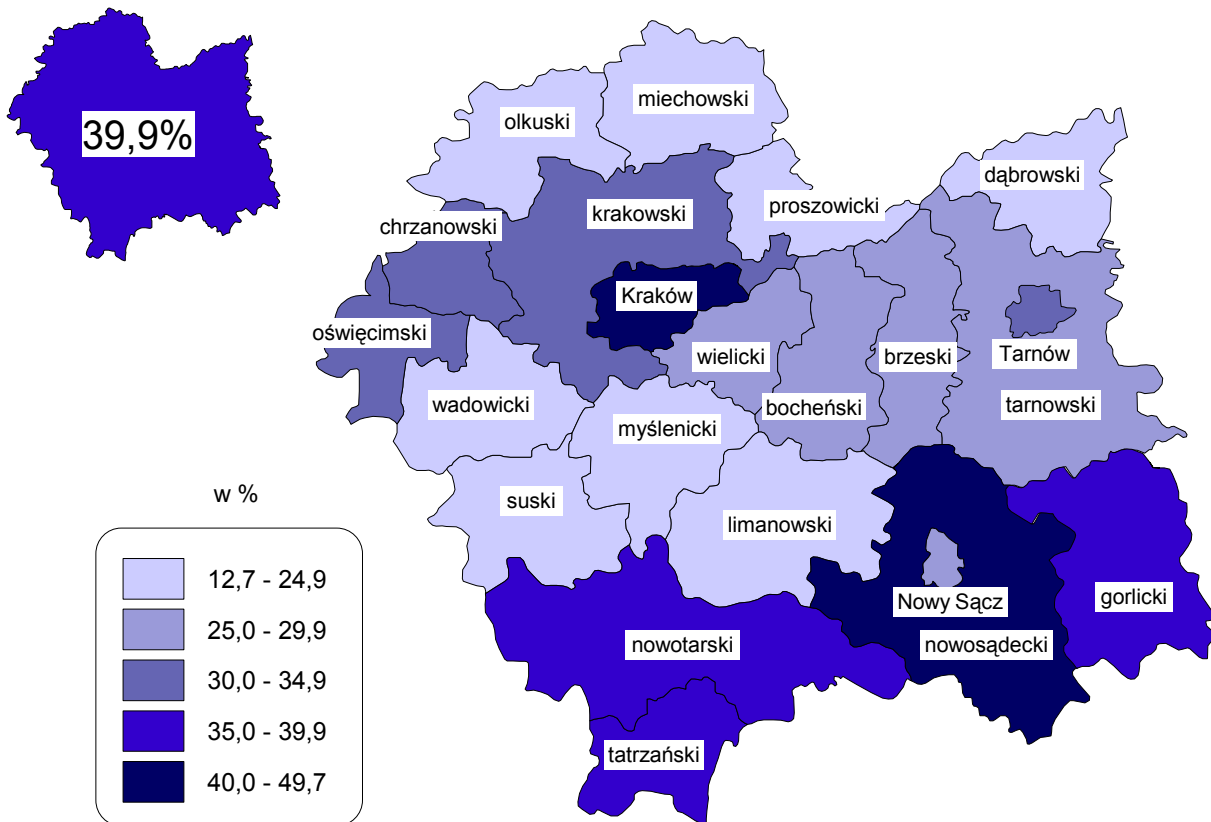 39,9%
miechowski
olkuski
dąbrowski
proszowicki
krakowski
chrzanowski
Kraków
oświęcimski
wielicki
brzeski
Tarnów
wadowicki
bocheński
tarnowski
myślenicki
suski
limanowski
Nowy Sącz
gorlicki
nowotarski
nowosądecki
tatrzański
w %
12,7 - 24,9
25,0 - 29,9
30,0 - 34,9
35,0 - 39,9
40,0 - 49,7